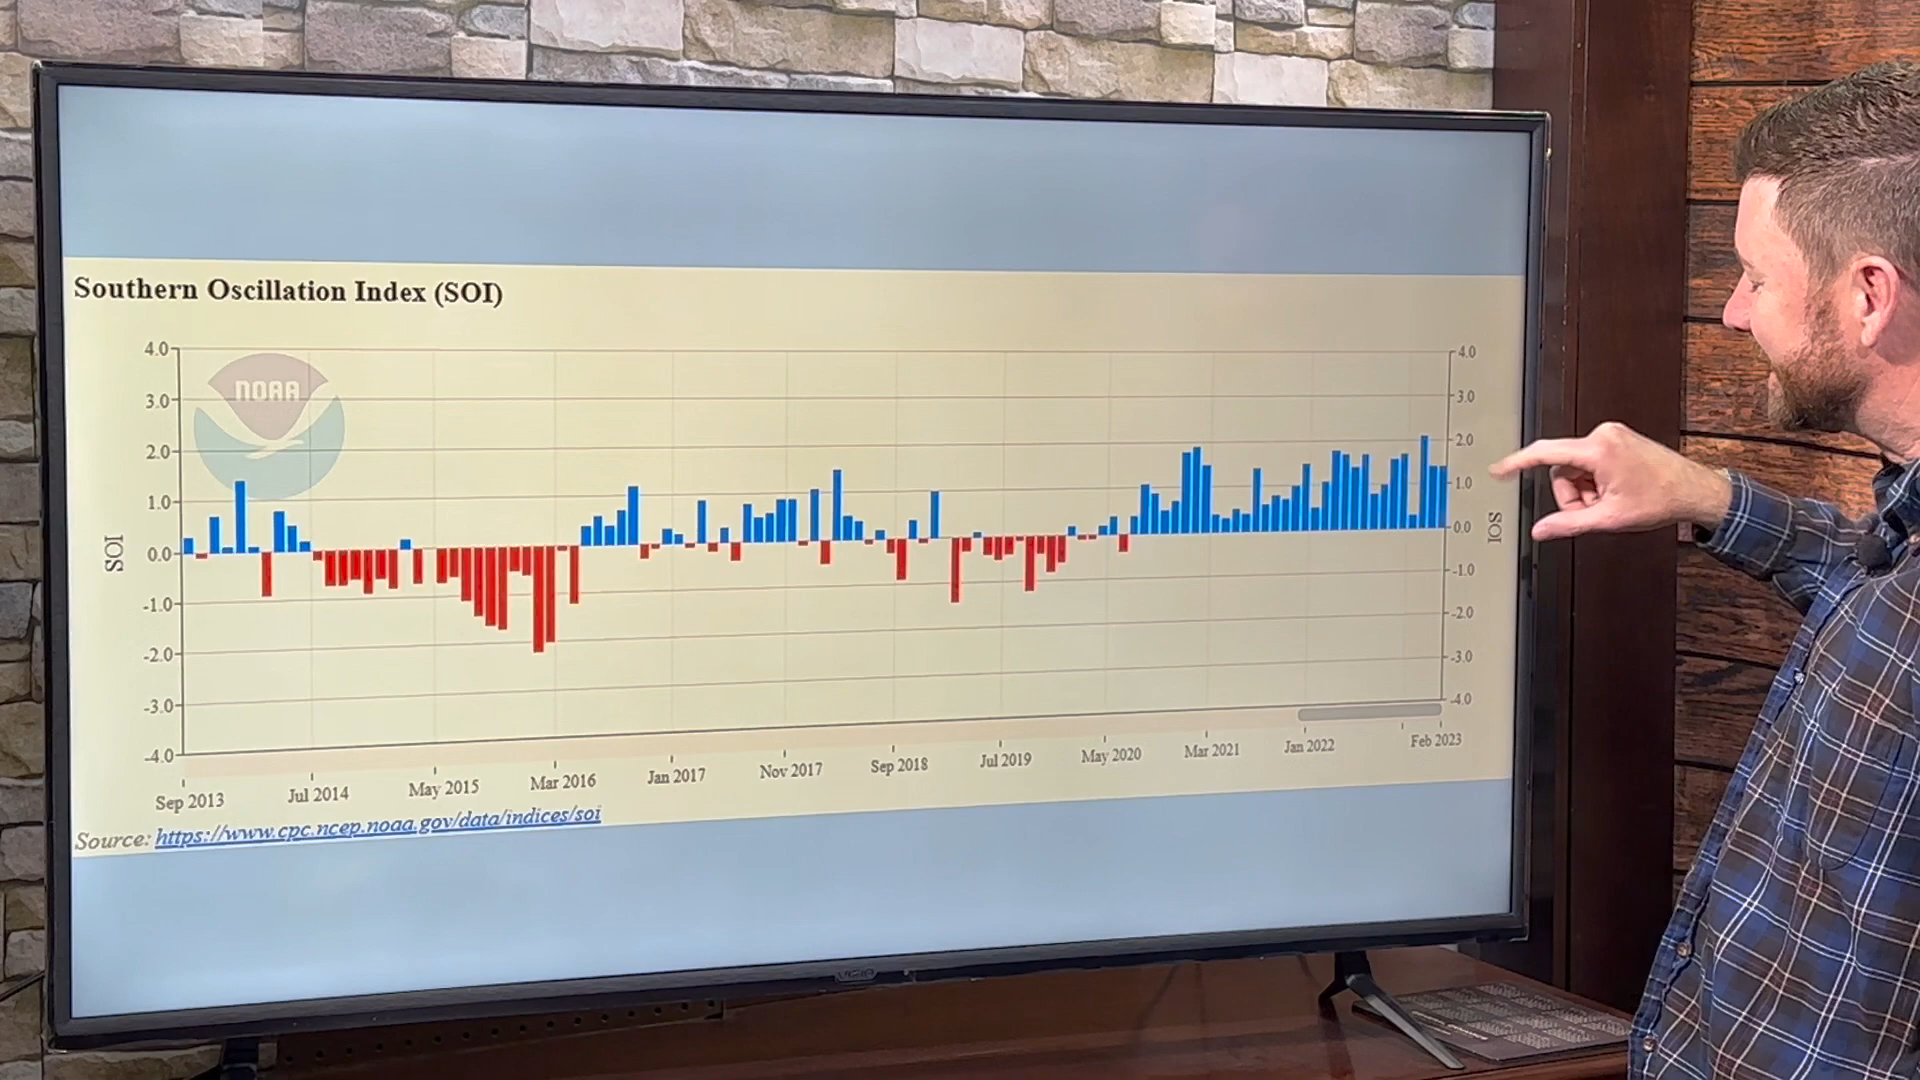 Southern Oscillation Index (SOI)
NOAA
4.0
3.0
2.0
1.0
0.0
-1.0
-2.0
-3.0
-4.0
SOI
4.0
3.0
2.0
1.0
0.0
-1.0
-2.0
-3.0
-4.0
SOI
Sep 2013
Jul 2014
May 2015
Mar 2016
Jan 2017
Nov 2017
Sep 2018
Jul 2019
May 2020
Mar 2021
Jan 2022
Feb 2023
Source: https://www.cpc.ncep.noaa.gov/data/indices/soi